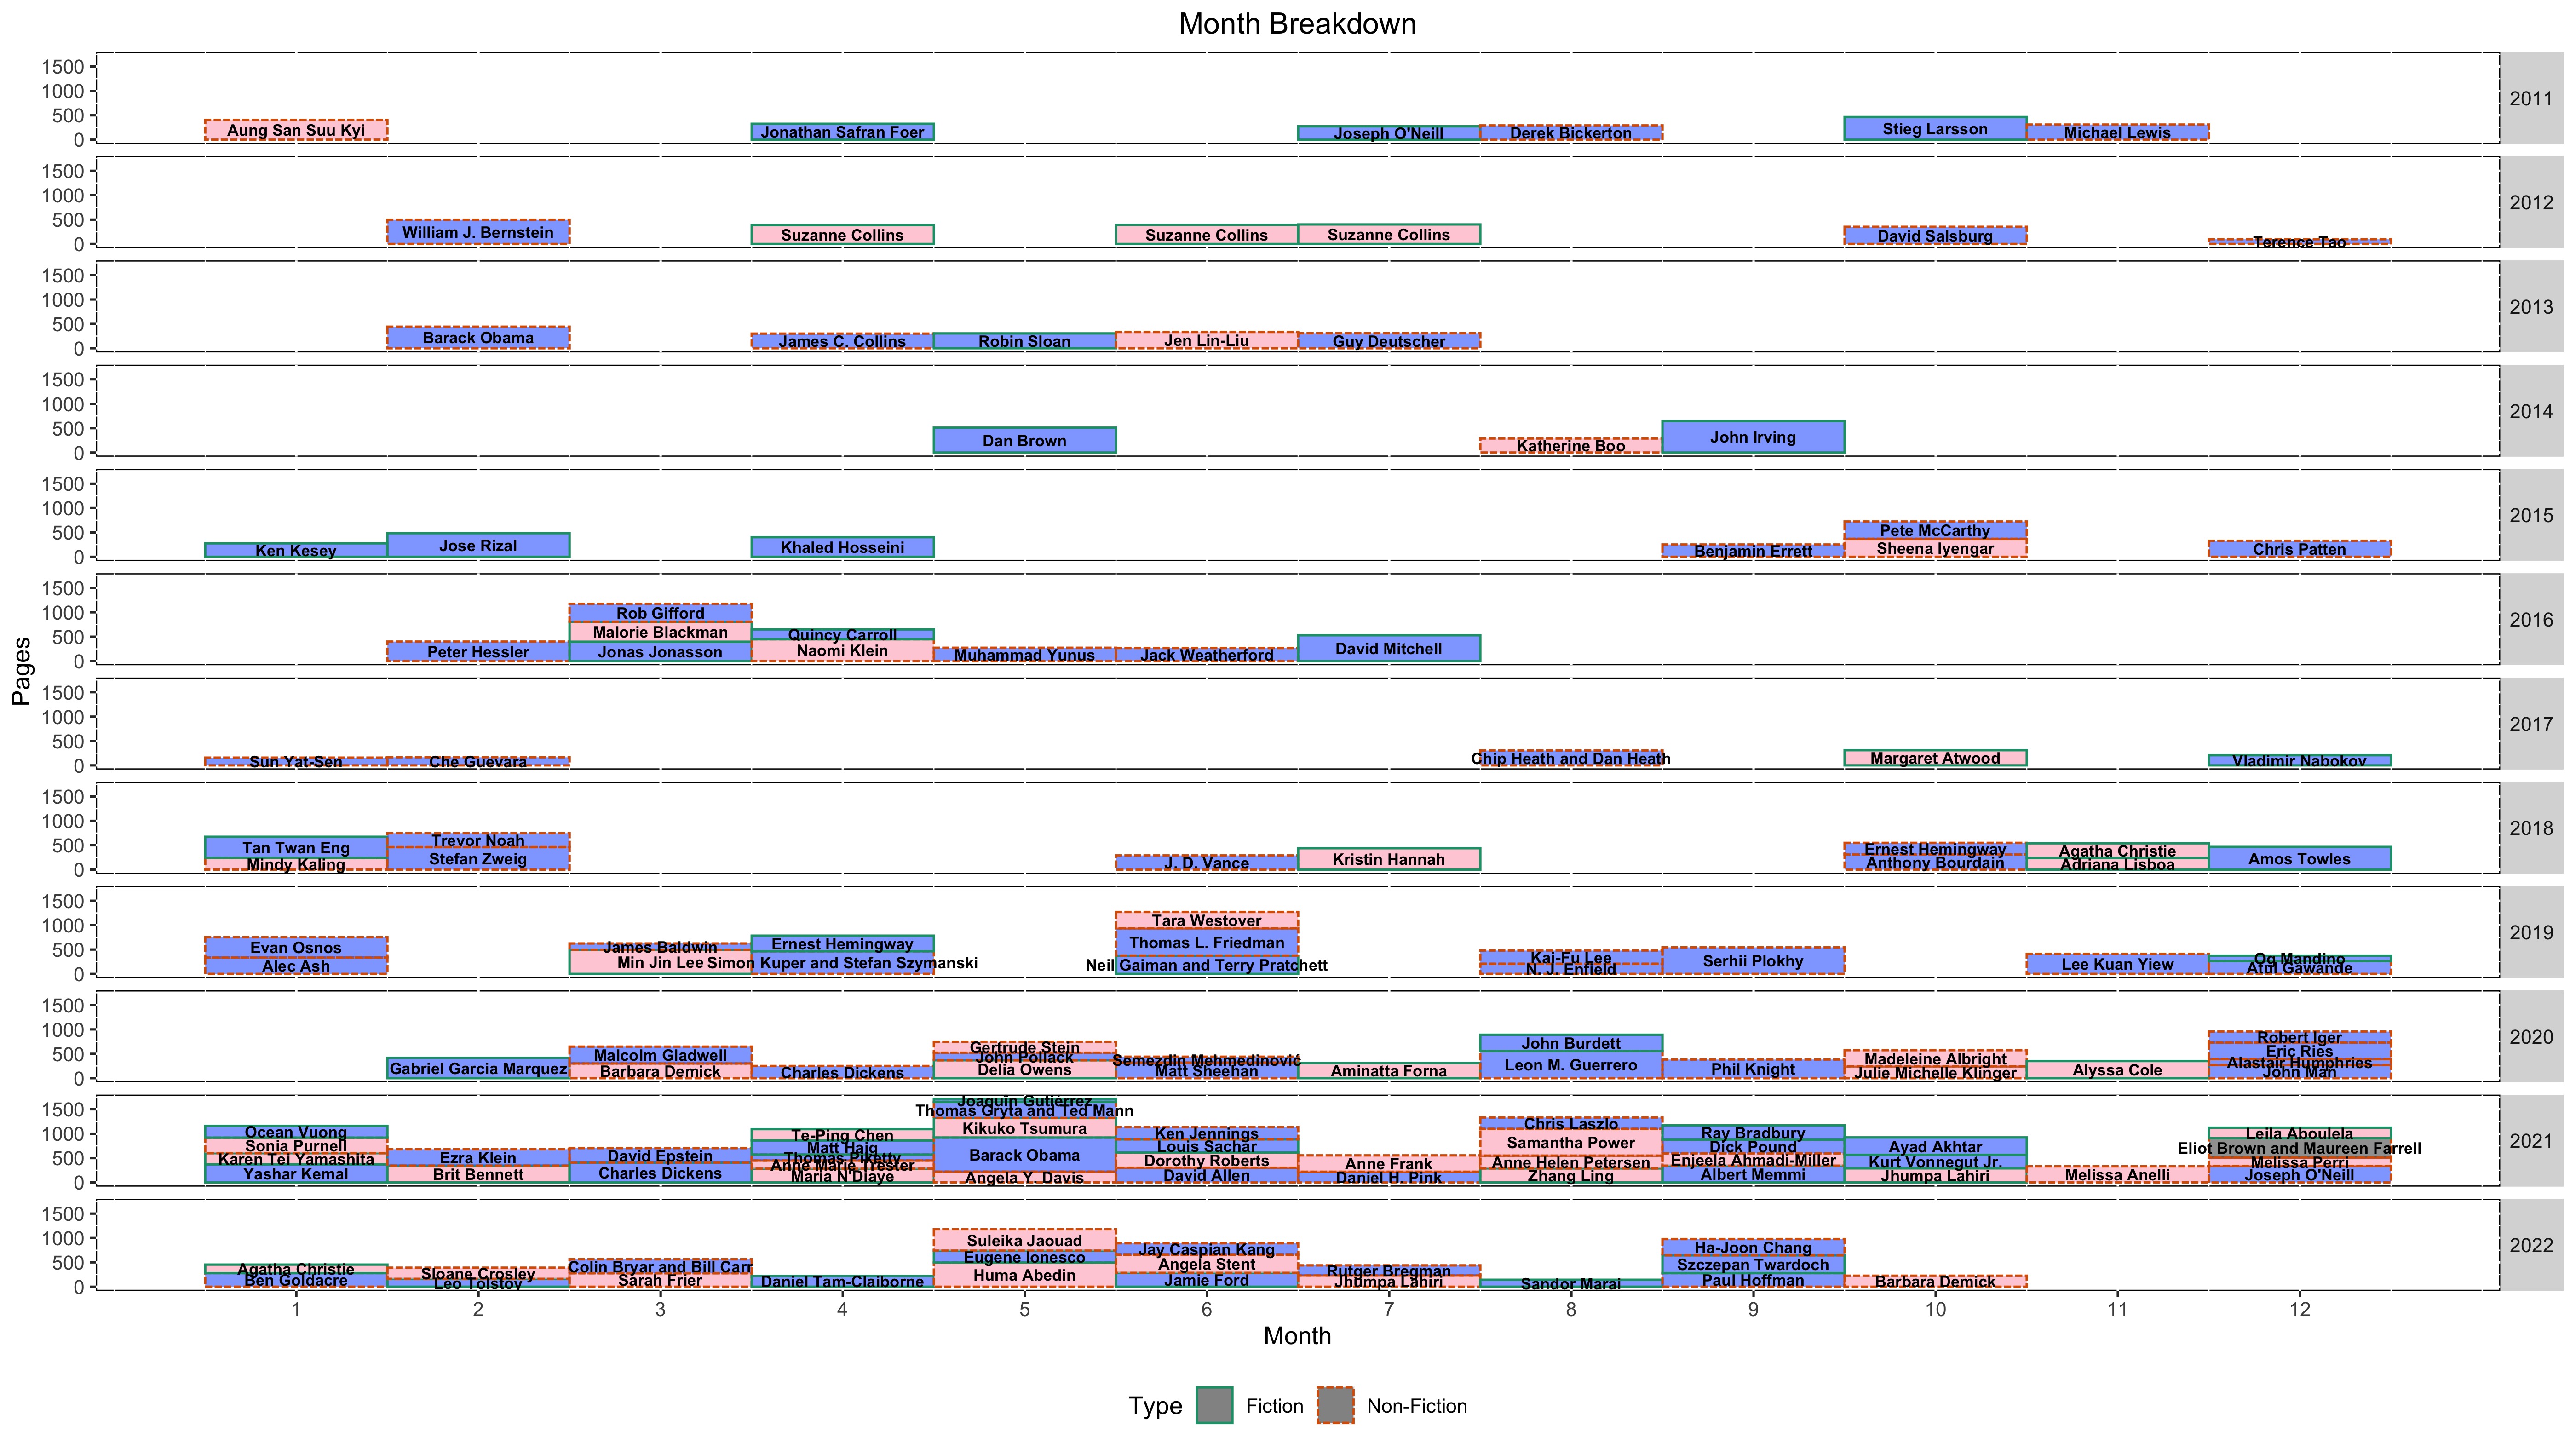 Month Breakdown
Pages
1500
1000
500
0
Aung San Suu Kyi
Jonathan Safran Foer
Joseph O'Neill
Derek Bickerton
Stieg Larsson
Michael Lewis
2011
1500
1000
500
0
William J. Bernstein
Suzanne Collins
Suzanne Collins
Suzanne Collins
David Salsburg
Terence Tao
2012
1500
1000
500
0
Barack Obama
James C. Collins
Robin Sloan
Jen Lin-Liu
Guy Deutscher
2013
1500
1000
500
0
Dan Brown
Katherine Boo
John Irving
2014
1500
1000
500
0
Ken Kesey
Jose Rizal
Khaled Hosseini
Benjamin Errett
Pete McCarthy
Sheena Iyengar
Chris Patten
2015
1500
1000
500
0
Peter Hessler
Rob Gifford
Malorie Blackman
Jonas Jonasson
Quincy Carroll
Naomi Klein
Muhammad Yunus
Jack Weatherford
David Mitchell
2016
1500
1000
500
0
Sun Yat-Sen
Che Guevara
Chip Heath and Dan Heath
Margaret Atwood
Vladimir Nabokov
2017
1500
1000
500
0
Tan Twan Eng
Mindy Kaling
Trevor Noah
Stefan Zweig
J. D. Vance
Kristin Hannah
Ernest Hemingway
Anthony Bourdain
Agatha Christie
Adriana Lisboa
Amos Towles
2018
1500
1000
500
0
Evan Osnos
Alec Ash
James Baldwin
Min Jin Lee
Ernest Hemingway
Simon Kuper and Stefan Szymanski
Tara Westover
Thomas L. Friedman
Neil Gaiman and Terry Pratchett
Kai-Fu Lee
N. J. Enfield
Serhii Plokhy
Lee Kuan Yiew
Og Mandino
Atul Gawande
2019
1500
1000
500
0
Gabriel Garcia Marquez
Malcolm Gladwell
Barbara Demick
Charles Dickens
Gertrude Stein
John Pollack
Delia Owens
Semezdin Mehmedinović
Matt Sheehan
Aminatta Forna
John Burdett
Leon M. Guerrero
Phil Knight
Madeleine Albright
Julie Michelle Klinger
Alyssa Cole
Robert Iger
Eric Ries
Alastair Humphries
John Man
2020
1500
1000
500
0
Ocean Vuong
Sonia Purnell
Karen Tei Yamashita
Yashar Kemal
Ezra Klein
Brit Bennett
David Epstein
Charles Dickens
Te-Ping Chen
Matt Haig
Thomas Piketty
Anne Marie Trester
Maria N'Diaye
Joaquín Gutiérrez
Thomas Gryta and Ted Mann
Kikuko Tsumura
Barack Obama
Angela Y. Davis
Ken Jennings
Louis Sachar
Dorothy Roberts
David Allen
Anne Frank
Daniel H. Pink
Chris Laszlo
Samantha Power
Anne Helen Petersen
Zhang Ling
Ray Bradbury
Dick Pound
Enjeela Ahmadi-Miller
Albert Memmi
Ayad Akhtar
Kurt Vonnegut Jr.
Jhumpa Lahiri
Melissa Anelli
Leila Aboulela
Eliot Brown and Maureen Farrell
Melissa Perri
Joseph O'Neill
2021
1500
1000
500
0
Agatha Christie
Ben Goldacre
Sloane Crosley
Leo Tolstoy
Colin Bryar and Bill Carr
Sarah Frier
Daniel Tam-Claiborne
Suleika Jaouad
Eugene Ionesco
Huma Abedin
Jay Caspian Kang
Angela Stent
Jamie Ford
Rutger Bregman
Jhumpa Lahiri
Sandor Marai
Ha-Joon Chang
Szczepan Twardoch
Paul Hoffman
Barbara Demick
2022
1
2
3
4
5
6
7
8
9
10
11
12
Month
Type
Fiction
Non-Fiction